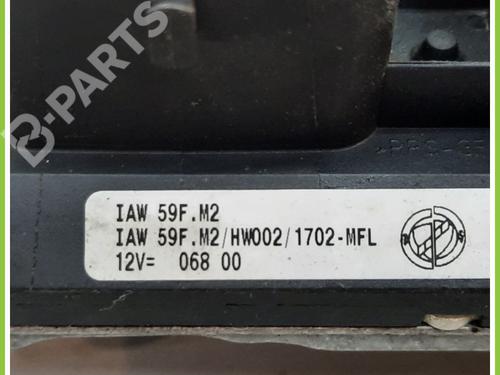 B-PARTS
IAW 59F.M2
IAW 59F.M2/HW002/1702-MFL
12V= 068 00